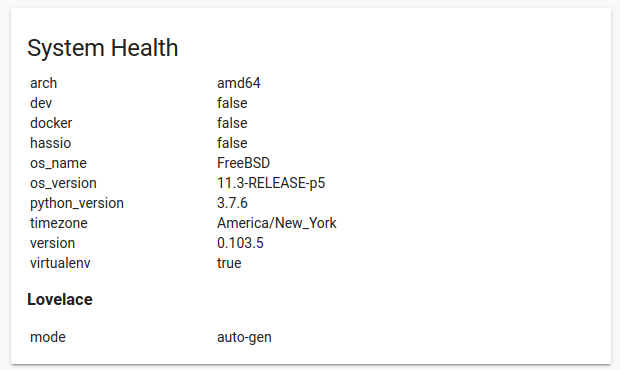 System Health
arch amd64
dev false
docker false
hassio false
os_name FreeBSD
os_version 11.3-RELEASE-p5
python_version 3.7.6
timezone America/New_York
version 0.103.5
virtualenv true
Lovelace
mode auto-gen